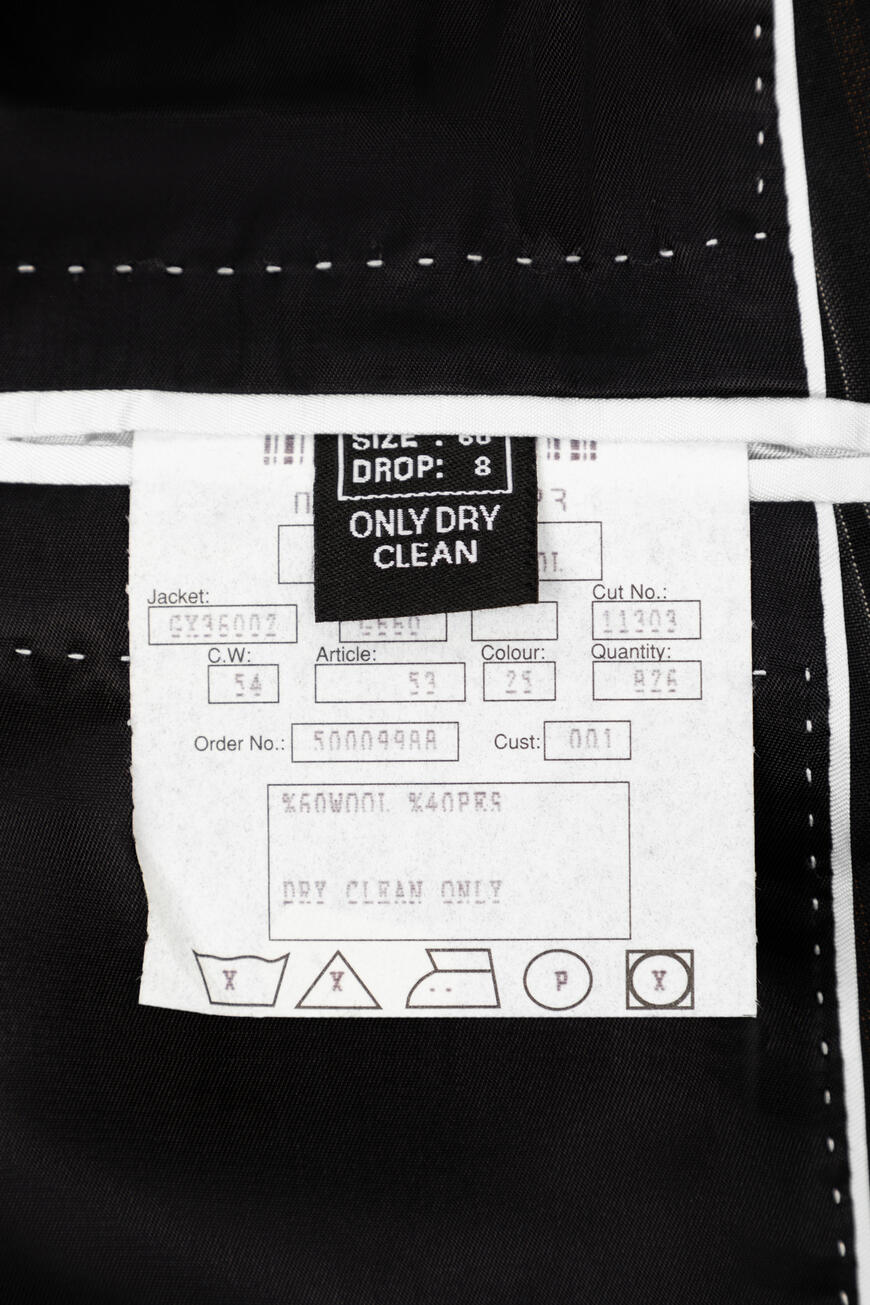 DROP: 8
ONLY DRY
CLEAN
Jacket: Cut No.:
GX36002 11303
C.W: Article: Colour: Quantity:
54 53 25 826
Order No.: Cust: 001
%60WOOL %40PES
DRY CLEAN ONLY
X X P X